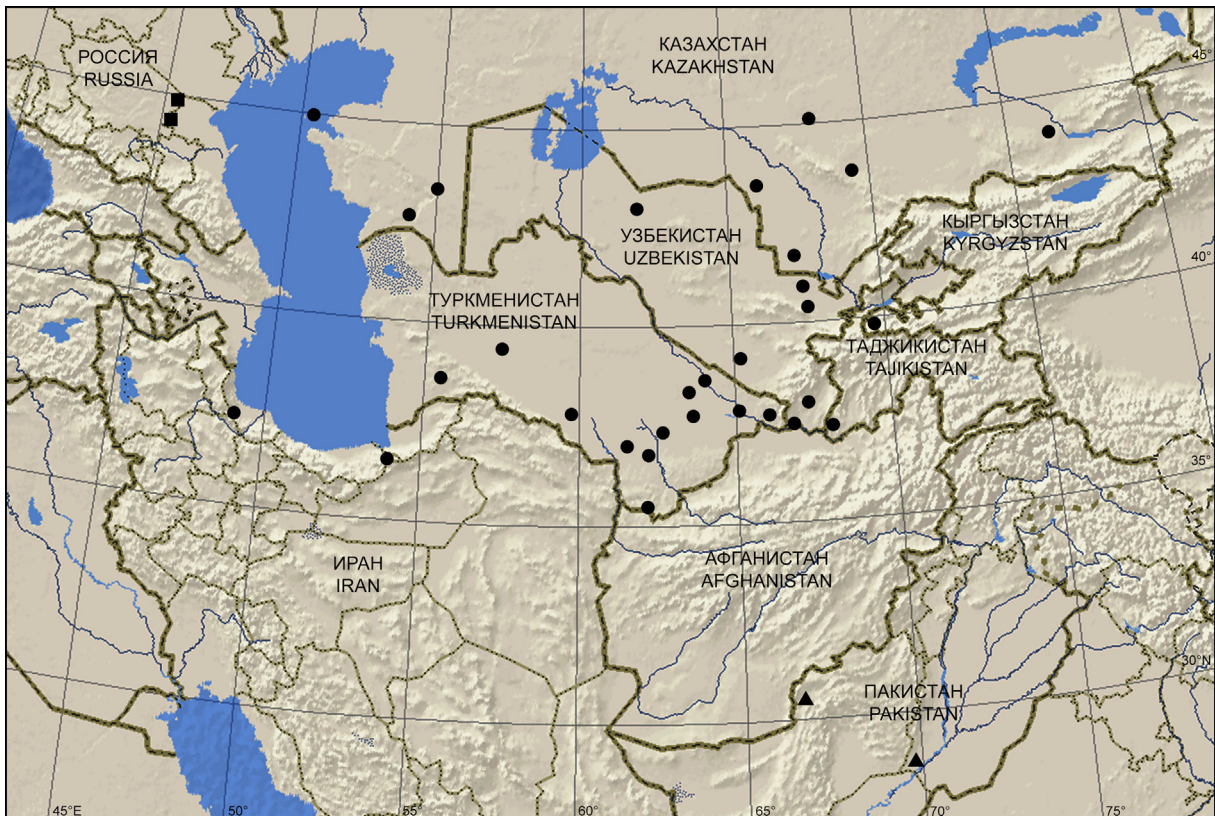 РОССИЯ
RUSSIA
КАЗАХСТАН
KAZAKHSTAN
45°
УЗБЕКИСТАН
UZBEKISTAN
КЫРГЫЗСТАН
KYRGYZSTAN
40°
ТУРКМЕНИСТАН
TURKMENISTAN
ТАДЖИКИСТАН
TAJIKISTAN
35°
ИРАН
IRAN
АФГАНИСТАН
AFGHANISTAN
30°N
ПАКИСТАН
PAKISTAN
45°E
50°
55°
60°
65°
70°
75°